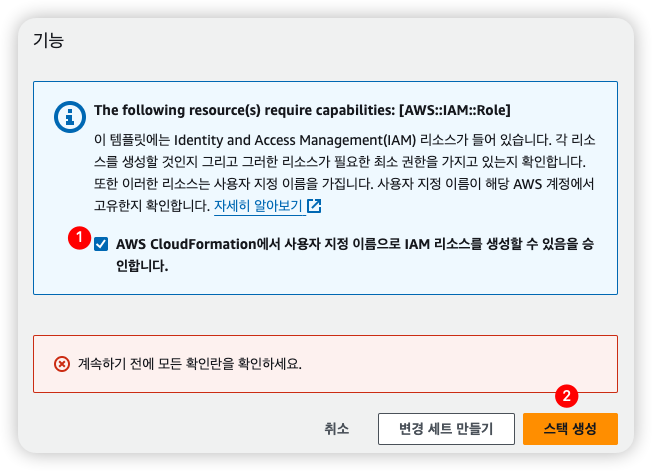 기능
The following resource(s) require capabilities: [AWS::IAM::Role]
이 템플릿에는 Identity and Access Management(IAM) 리소스가 들어 있습니다. 각 리소
스를 생성할 것인지 그리고 그러한 리소스가 필요한 최소 권한을 가지고 있는지 확인합니다.
또한 이러한 리소스는 사용자 지정 이름을 가집니다. 사용자 지정 이름이 해당 AWS 계정에서
고유한지 확인합니다. 자세히 알아보기
1
AWS CloudFormation에서 사용자 지정 이름으로 IAM 리소스를 생성할 수 있음을 승
인합니다.
계속하기 전에 모든 확인란을 확인하세요.
2
취소 변경 세트 만들기 스택 생성